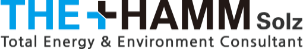 THE HAMM Solz
Total Energy & Environment Consultant